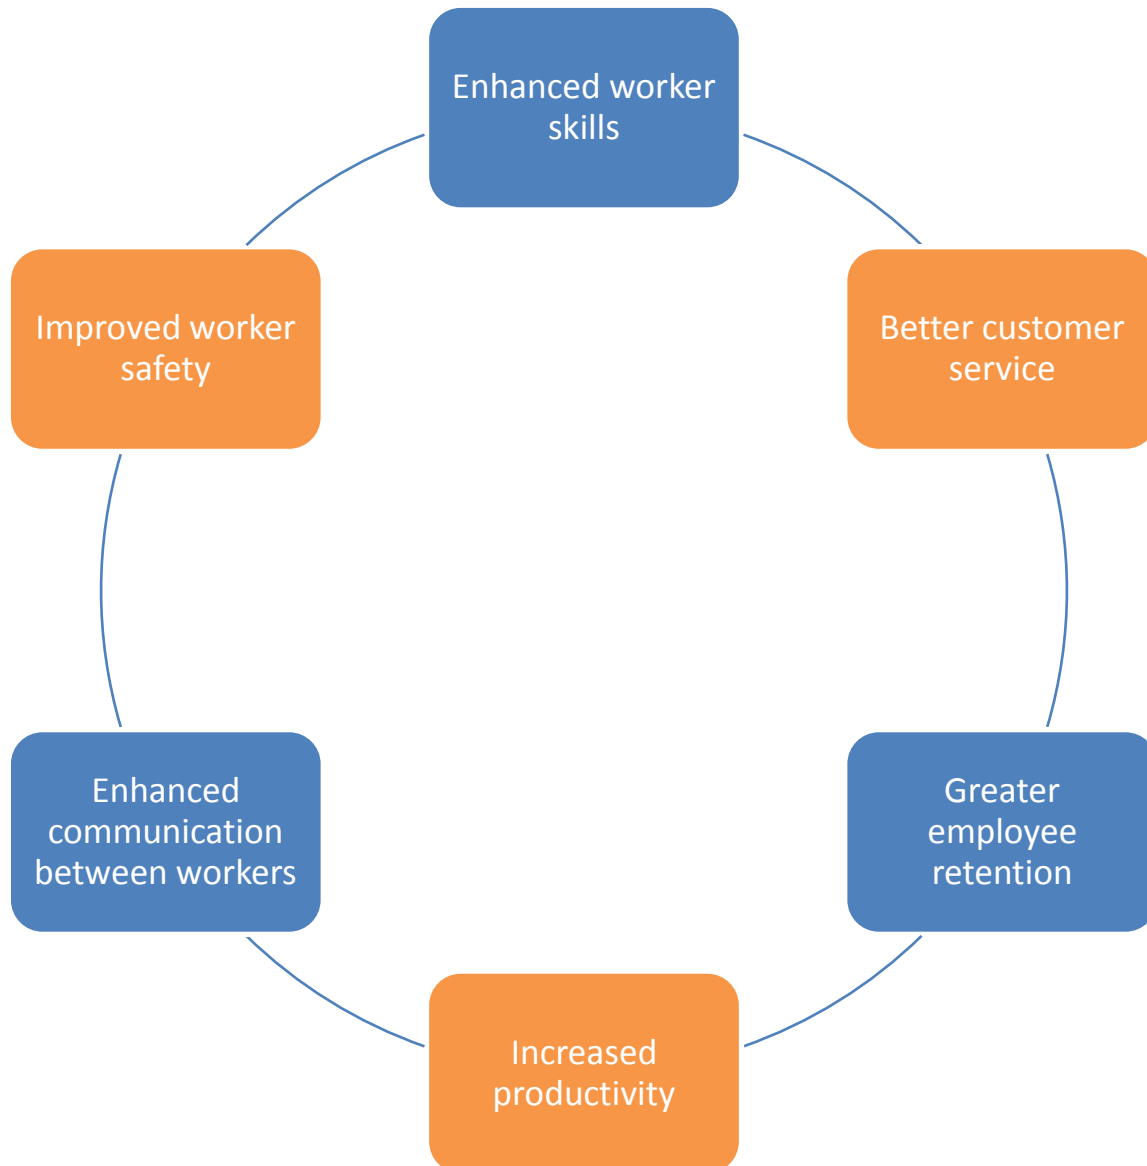 Enhanced worker
skills
Better customer
service
Greater
employee
retention
Increased
productivity
Enhanced
communication
between workers
Improved worker
safety